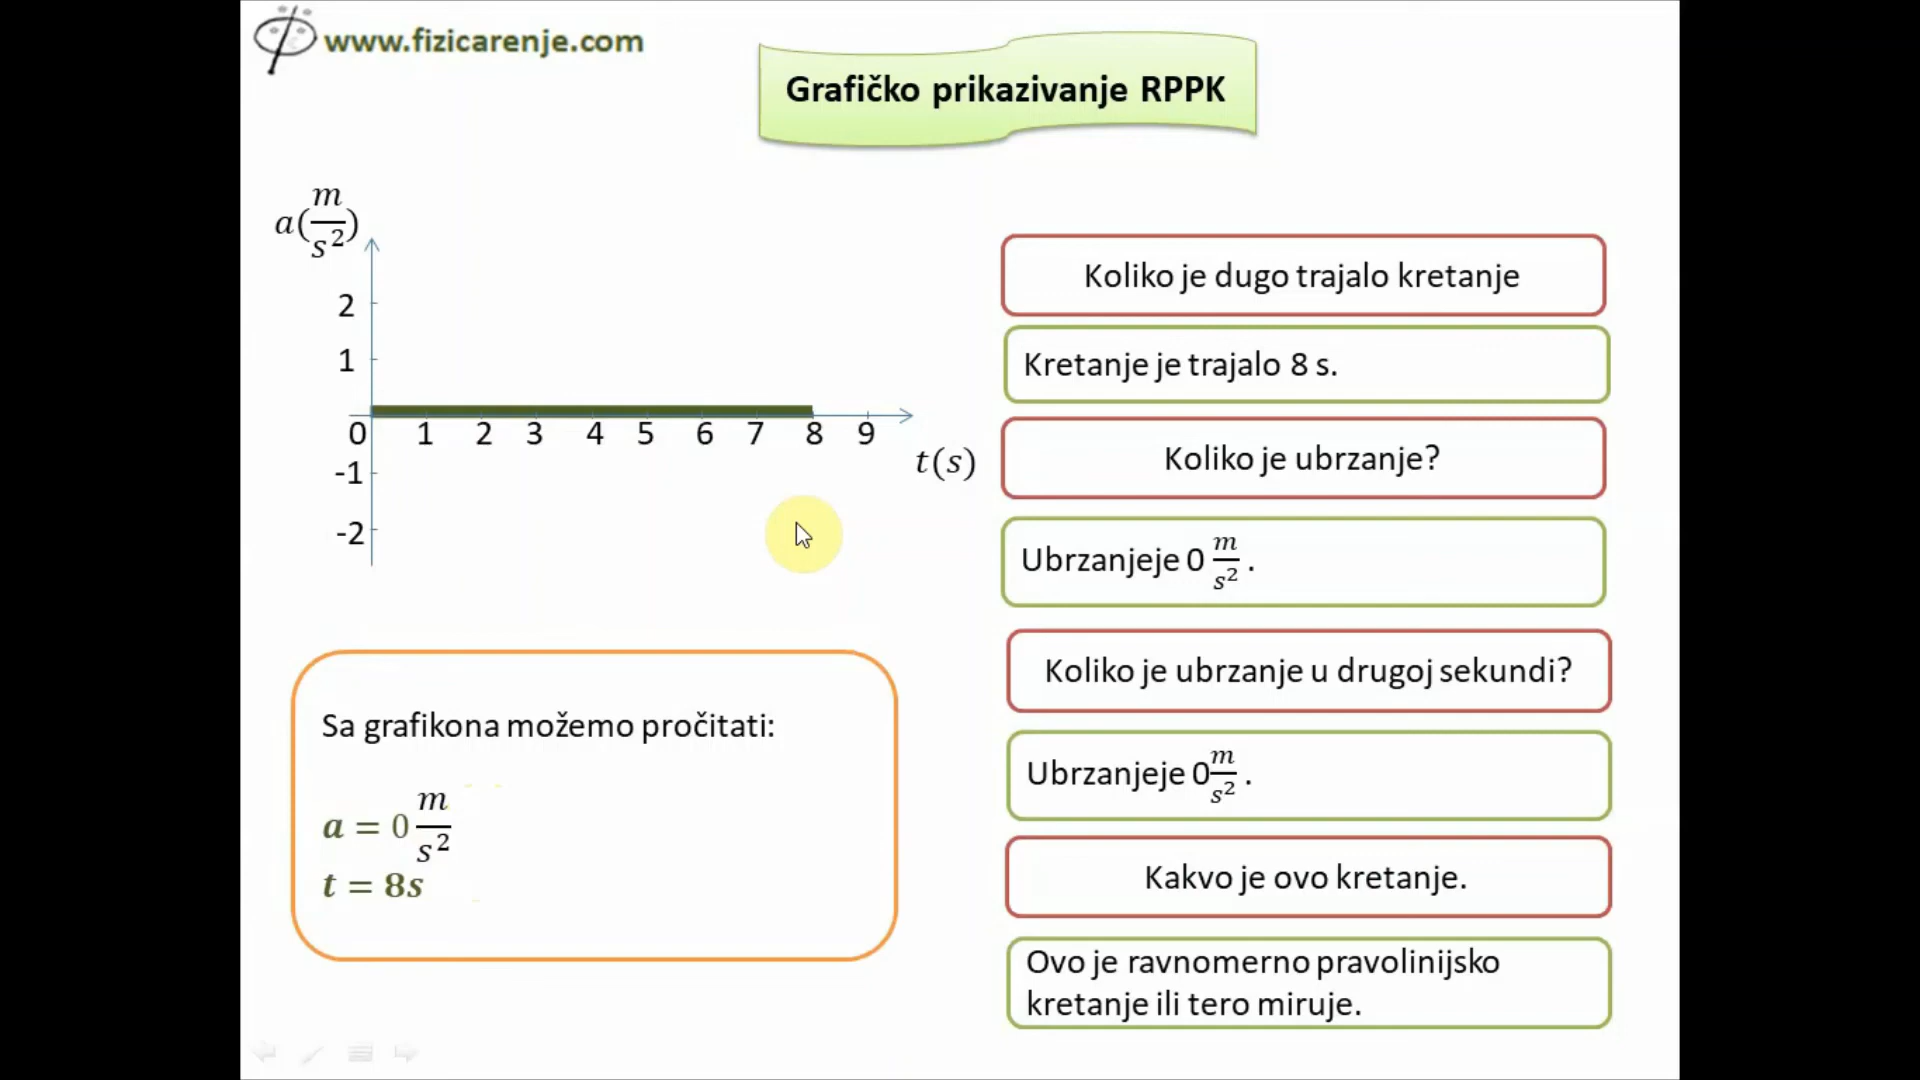 www.fizicarenje.com
Grafičko prikazivanje RPPK
a(m/s²)
2
1
0 1 2 3 4 5 6 7 8 9
t(s)
-1
-2
Sa grafikona možemo pročitati:
a = 0 m/s²
t = 8s
Koliko je dugo trajalo kretanje
Kretanje je trajalo 8 s.
Koliko je ubrzanje?
Ubrzanjeje 0 m/s² .
Koliko je ubrzanje u drugoj sekundi?
Ubrzanjeje 0 m/s² .
Kakvo je ovo kretanje.
Ovo je ravnomerno pravolinijsko
kretanje ili tero miruje.